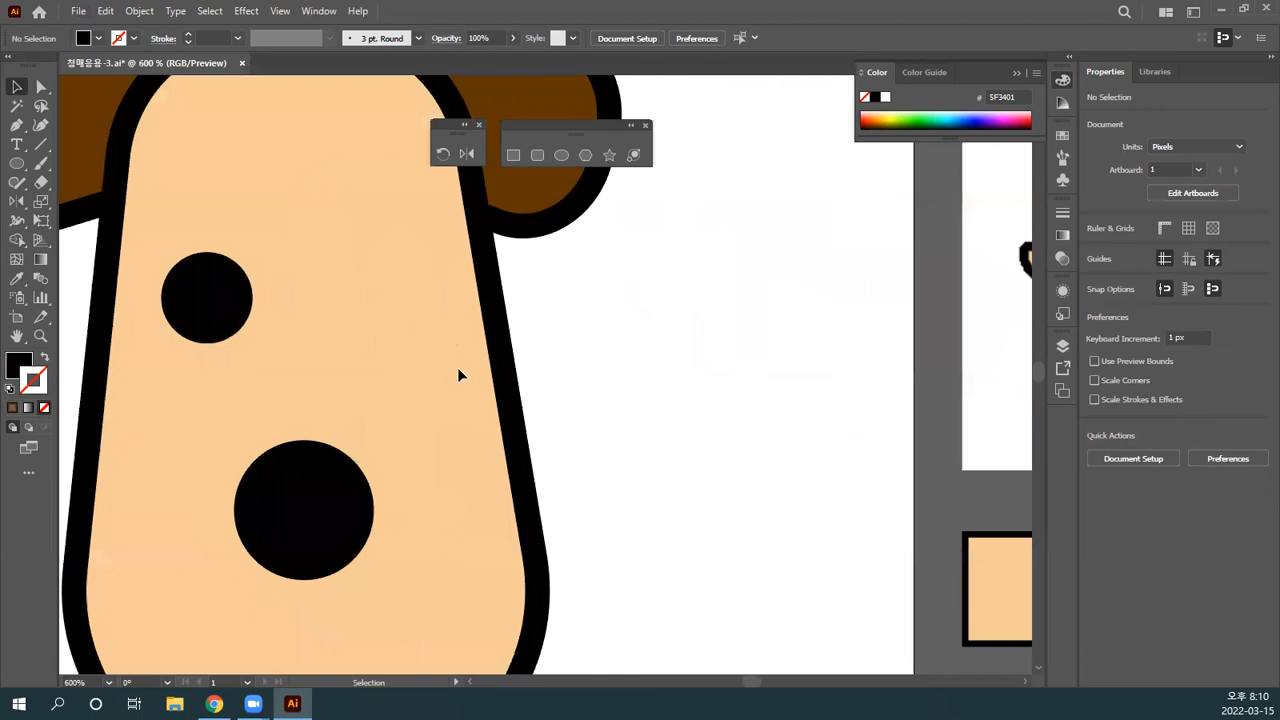 Ai File Edit Object Type Select Effect View Window Help
No Selection Stroke: 3 pt. Round Opacity: 100% Style: Document Setup Preferences
첨매응용-3.ai* @ 600 % (RGB/Preview)
Color Color Guide
# 5F3401
Properties Libraries
No Selection
Document
Units: Pixels
Artboard: 1
Edit Artboards
Ruler & Grids
Guides
Snap Options
Preferences
Keyboard Increment: 1 px
Use Preview Bounds
Scale Corners
Scale Strokes & Effects
Quick Actions
Document Setup Preferences
600% 0° 1 Selection
Ai
오후 8:10
2022-03-15